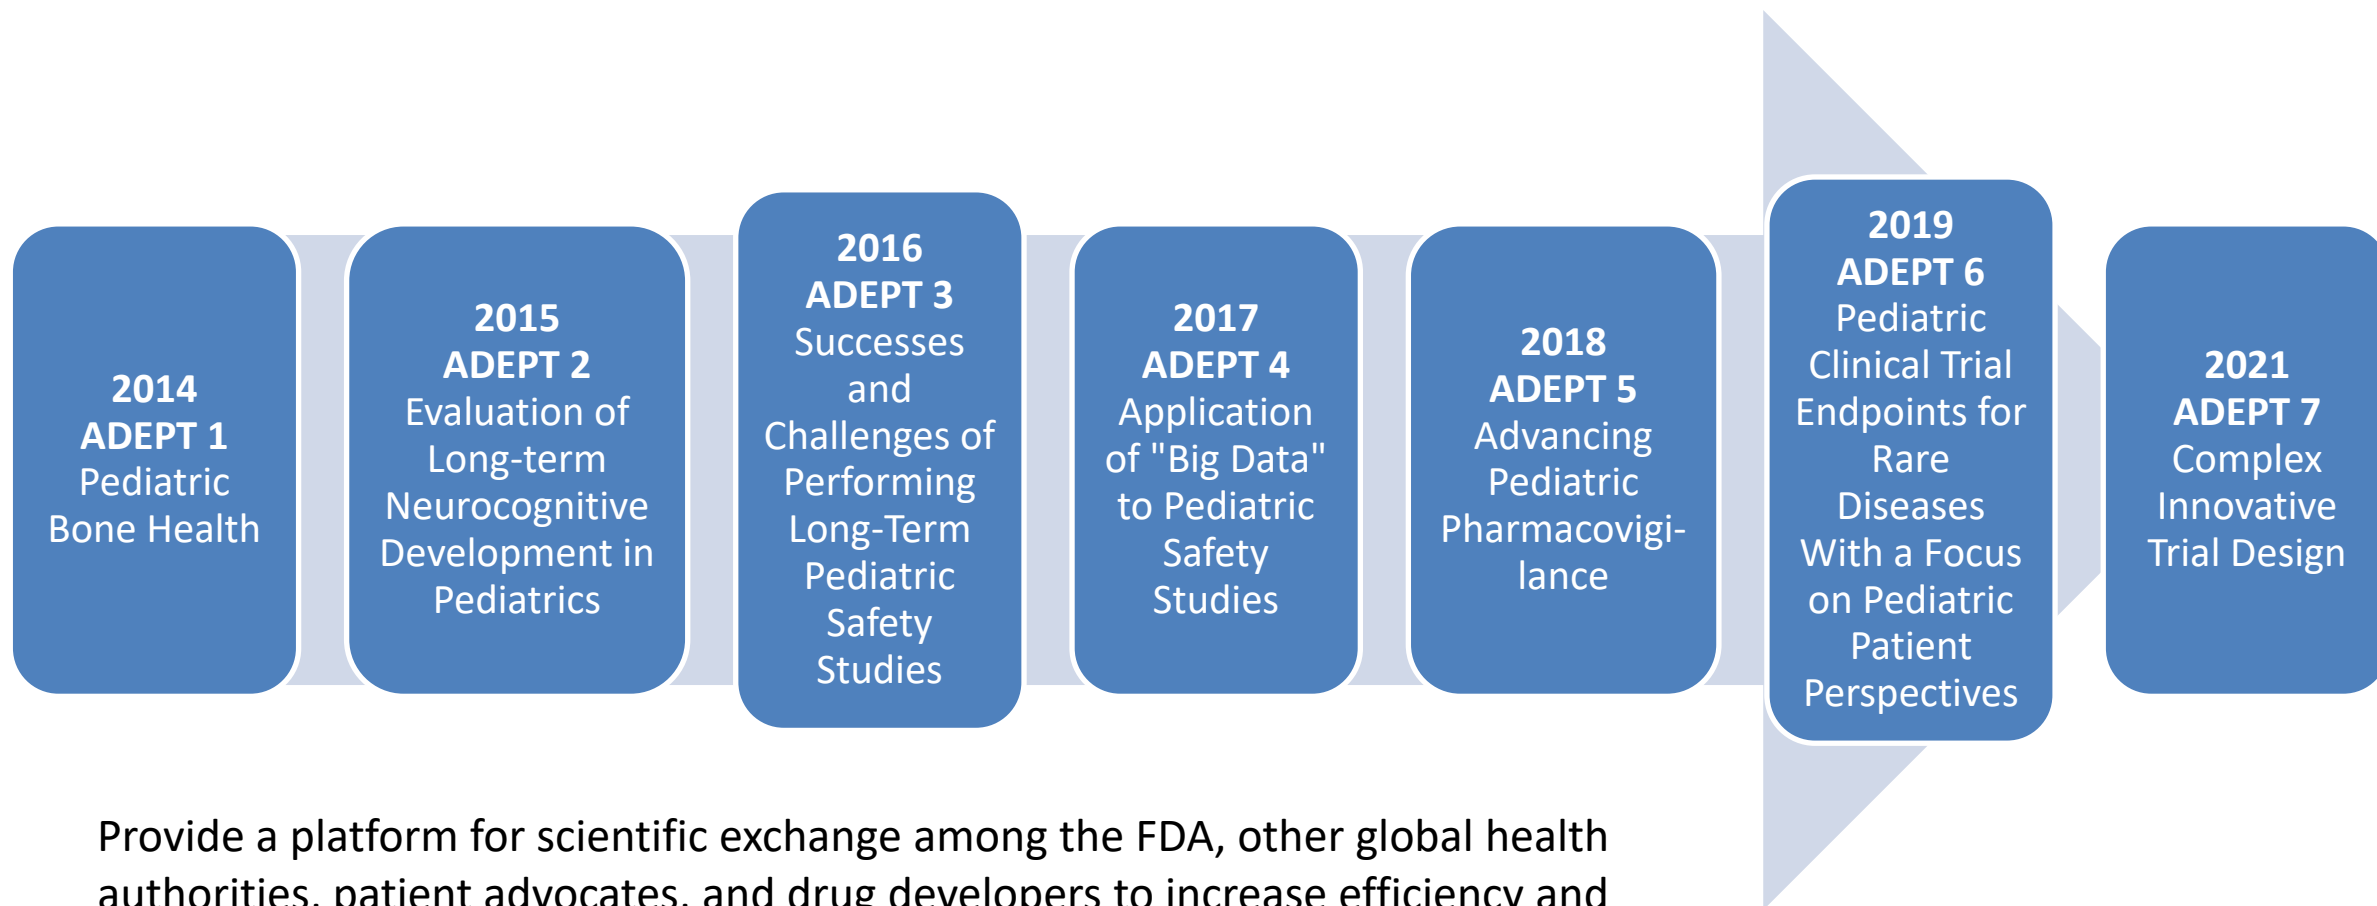 2014
ADEPT 1
Pediatric
Bone Health
2015
ADEPT 2
Evaluation of
Long-term
Neurocognitive
Development in
Pediatrics
2016
ADEPT 3
Successes
and
Challenges of
Performing
Long-Term
Pediatric
Safety
Studies
2017
ADEPT 4
Application
of "Big Data"
to Pediatric
Safety
Studies
2018
ADEPT 5
Advancing
Pediatric
Pharmacovigi-
lance
2019
ADEPT 6
Pediatric
Clinical Trial
Endpoints for
Rare
Diseases
With a Focus
on Pediatric
Patient
Perspectives
2021
ADEPT 7
Complex
Innovative
Trial Design
Provide a platform for scientific exchange among the FDA, other global health
authorities, patient advocates, and drug developers to increase efficiency and